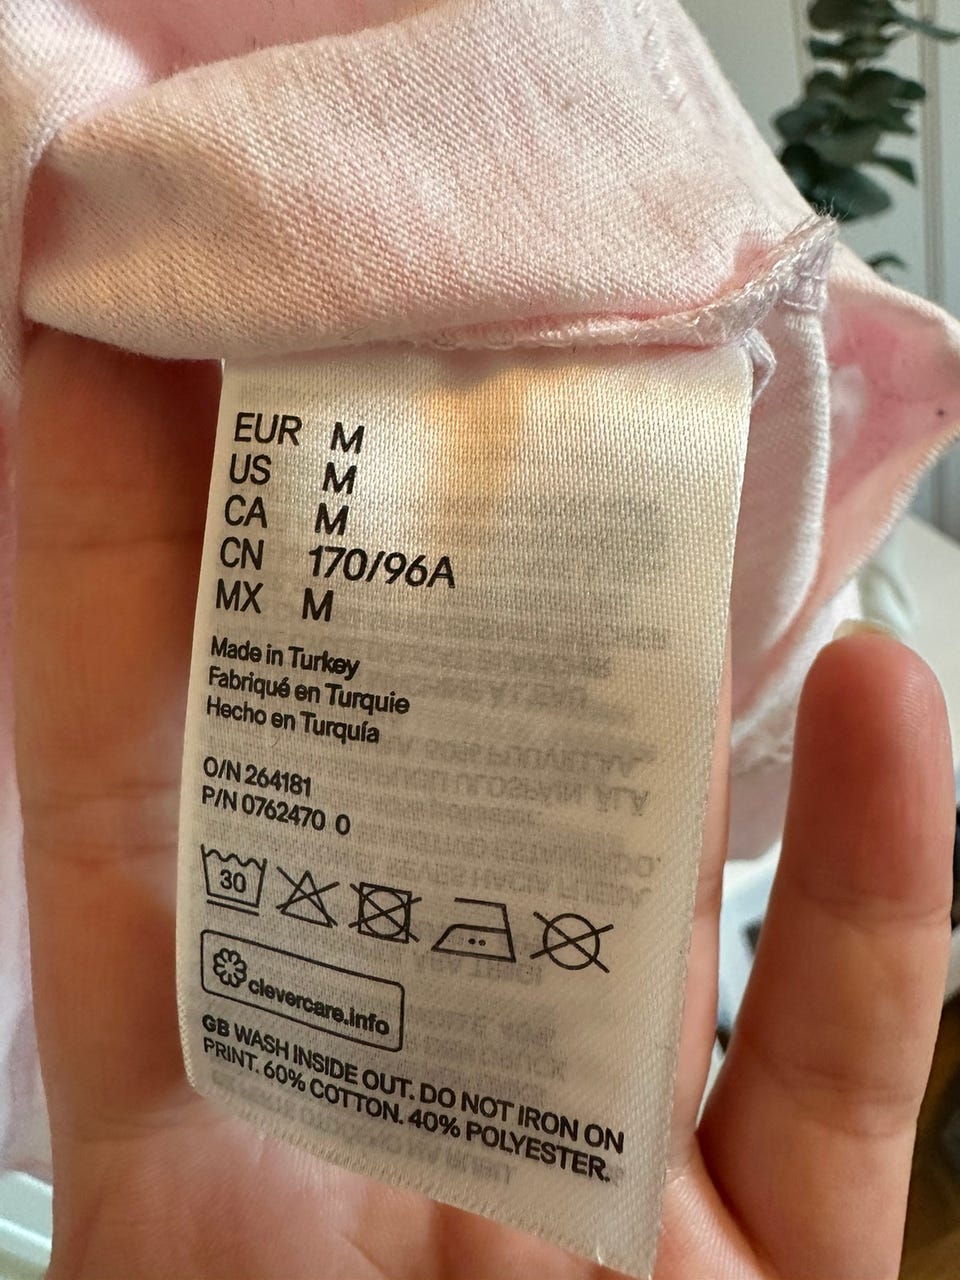 EUR M
US M
CA M
CN 170/96A
MX M
Made in Turkey
Fabriqué en Turquie
Hecho en Turquía
O/N 264181
P/N 0762470 0
30
clevercare.info
GB WASH INSIDE OUT. DO NOT IRON ON
PRINT. 60% COTTON. 40% POLYESTER.